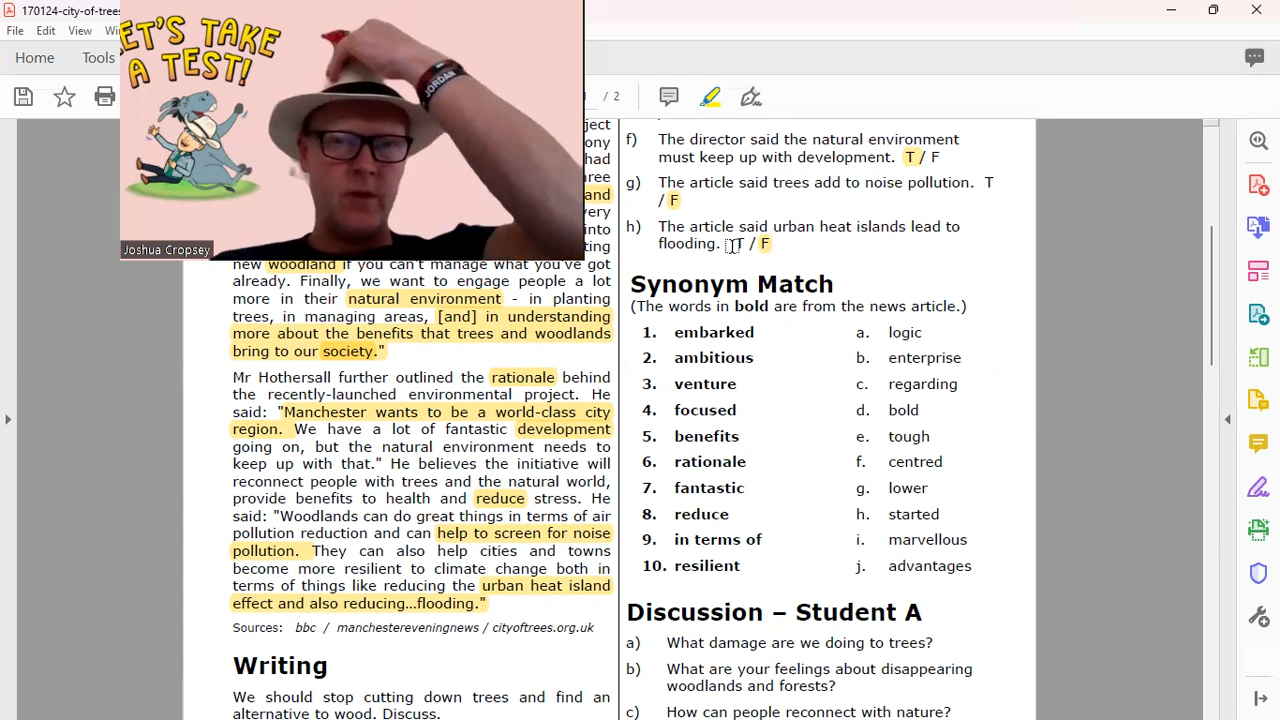 170124-city-of-trees
File Edit View Wi
Home Tools
/ 2
LET'S TAKE
A TEST!
JORDAN
Joshua Cropsey
ject
ony
had
ree
and
very
into
ting
new woodland if you can't manage what you've got
already. Finally, we want to engage people a lot
more in their natural environment - in planting
trees, in managing areas, [and] in understanding
more about the benefits that trees and woodlands
bring to our society."
Mr Hothersall further outlined the rationale behind
the recently-launched environmental project. He
said: "Manchester wants to be a world-class city
region. We have a lot of fantastic development
going on, but the natural environment needs to
keep up with that." He believes the initiative will
reconnect people with trees and the natural world,
provide benefits to health and reduce stress. He
said: "Woodlands can do great things in terms of air
pollution reduction and can help to screen for noise
pollution. They can also help cities and towns
become more resilient to climate change both in
terms of things like reducing the urban heat island
effect and also reducing...flooding."
Sources: bbc / manchestereveningnews / cityoftrees.org.uk
Writing
We should stop cutting down trees and find an
alternative to wood. Discuss.
f) The director said the natural environment
must keep up with development. T / F
g) The article said trees add to noise pollution. T
/ F
h) The article said urban heat islands lead to
flooding. T / F
Synonym Match
(The words in bold are from the news article.)
1. embarked a. logic
2. ambitious b. enterprise
3. venture c. regarding
4. focused d. bold
5. benefits e. tough
6. rationale f. centred
7. fantastic g. lower
8. reduce h. started
9. in terms of i. marvellous
10. resilient j. advantages
Discussion – Student A
a) What damage are we doing to trees?
b) What are your feelings about disappearing
woodlands and forests?
c) How can people reconnect with nature?